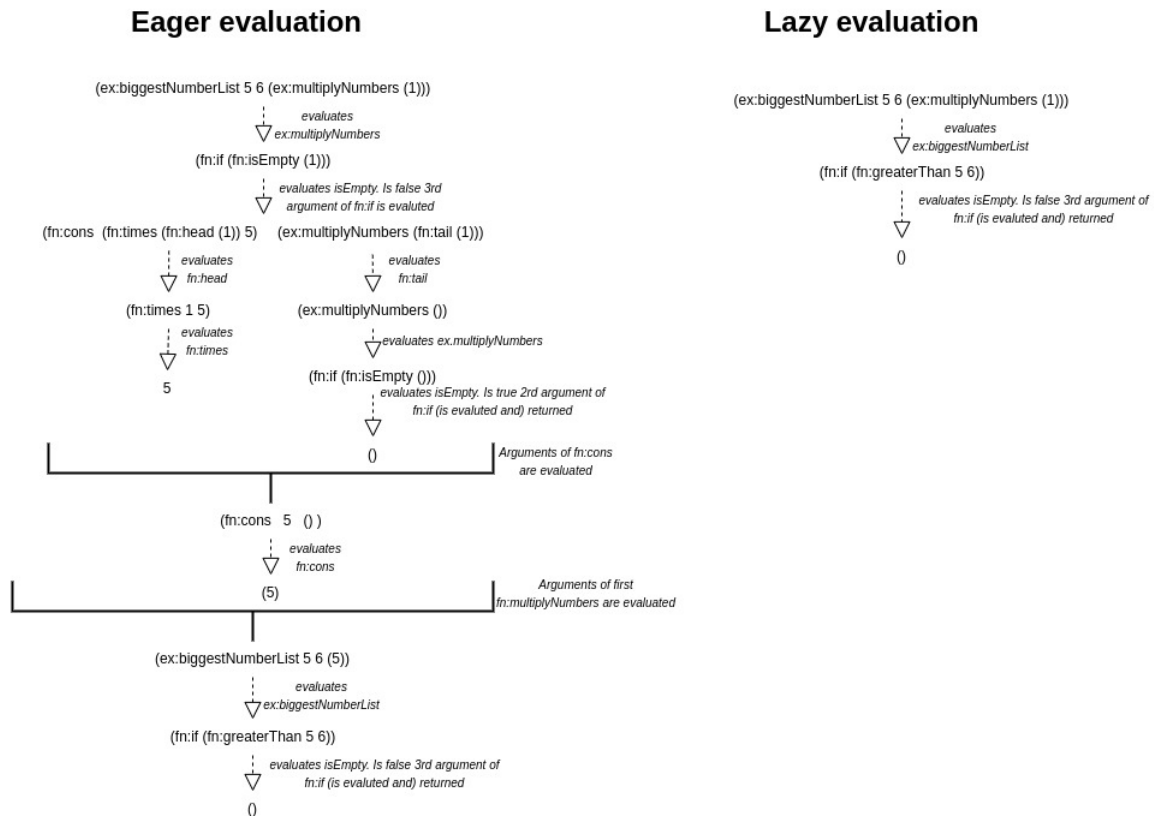 Eager evaluation
(ex:biggestNumberList 5 6 (ex:multiplyNumbers (1)))
evaluates
ex:multiplyNumbers
(fn:if (fn:isEmpty (1)))
evaluates isEmpty. Is false 3rd
argument of fn:if is evaluted
(fn:cons (fn:times (fn:head (1)) 5) (ex:multiplyNumbers (fn:tail (1)))
evaluates
fn:head
evaluates
fn:tail
(fn:times 1 5)
(ex:multiplyNumbers ())
evaluates
fn:times
evaluates ex.multiplyNumbers
5
(fn:if (fn:isEmpty ()))
evaluates isEmpty. Is true 2rd argument of
fn:if (is evaluted and) returned
()
Arguments of fn:cons
are evaluated
(fn:cons 5 () )
evaluates
fn:cons
(5)
Arguments of first
fn:multiplyNumbers are evaluated
(ex:biggestNumberList 5 6 (5))
evaluates
ex:biggestNumberList
(fn:if (fn:greaterThan 5 6))
evaluates isEmpty. Is false 3rd argument of
fn:if (is evaluted and) returned
()
Lazy evaluation
(ex:biggestNumberList 5 6 (ex:multiplyNumbers (1)))
evaluates
ex:biggestNumberList
(fn:if (fn:greaterThan 5 6))
evaluates isEmpty. Is false 3rd argument of
fn:if (is evaluted and) returned
()